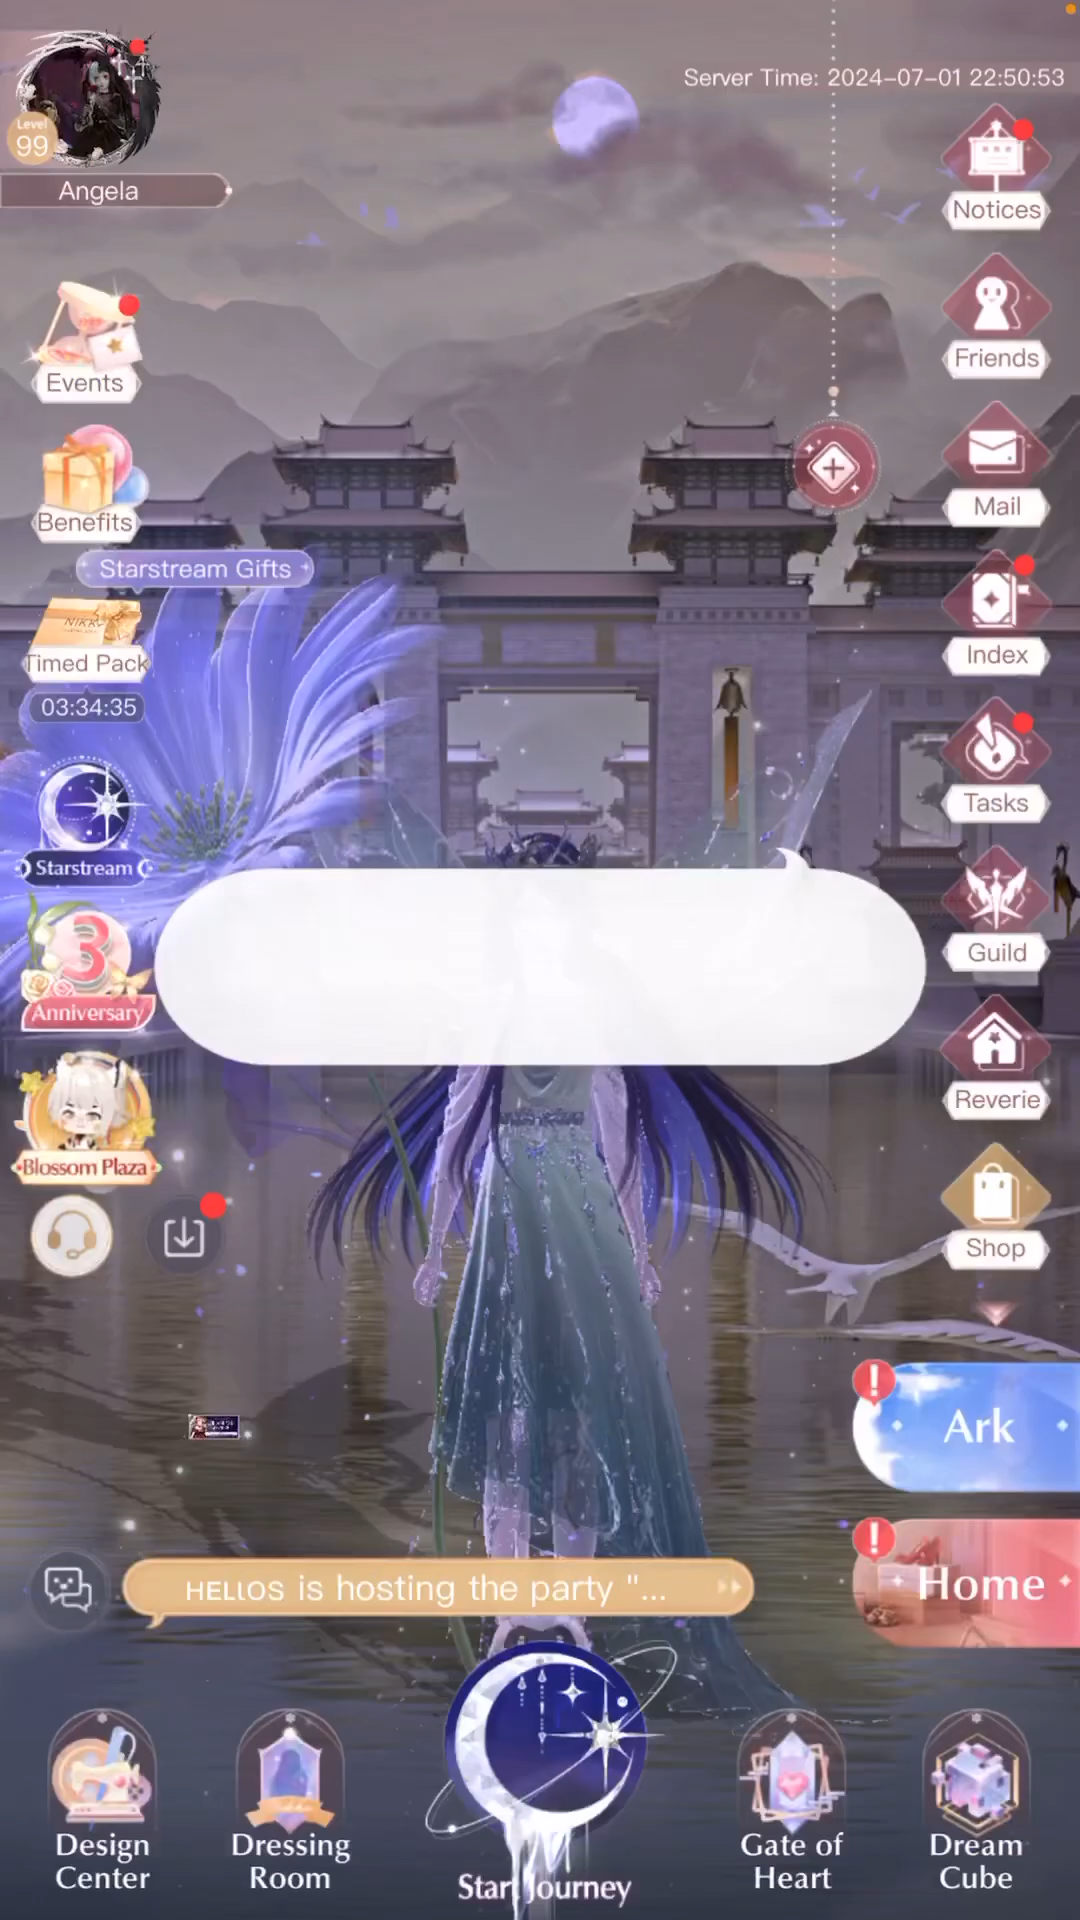 Server Time: 2024-07-01 22:50:53
Level
99
Angela
Notices
Events
Friends
Benefits
Mail
Starstream Gifts
NIKKI
Timed Pack
Index
03:34:35
Tasks
Starstream
3
Anniversary
Guild
Reverie
Blossom Plaza
Shop
Ark
Home
HELLOS is hosting the party "...
Design
Center
Dressing
Room
Start Journey
Gate of
Heart
Dream
Cube